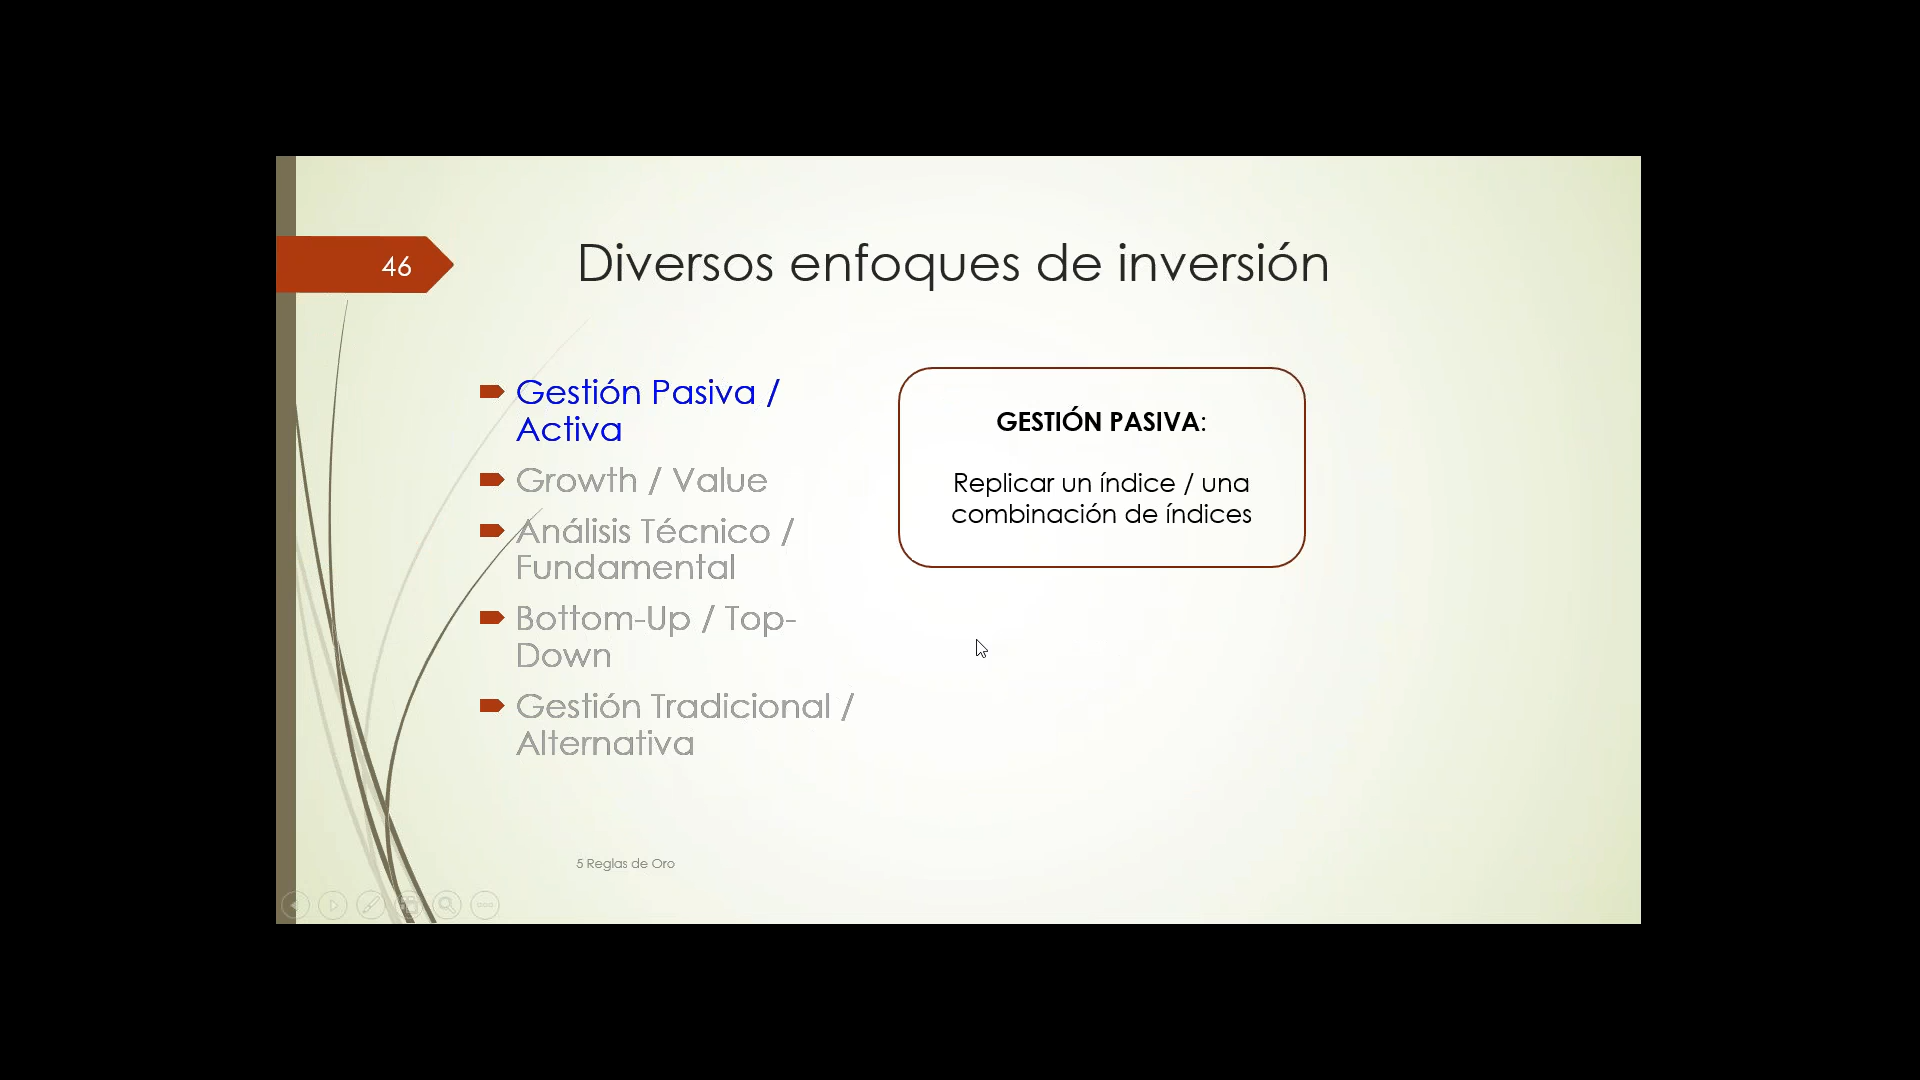 46
Diversos enfoques de inversión
Gestión Pasiva /
Activa
Growth / Value
Análisis Técnico /
Fundamental
Bottom-Up / Top-
Down
Gestión Tradicional /
Alternativa
GESTIÓN PASIVA:
Replicar un índice / una
combinación de índices
5 Reglas de Oro